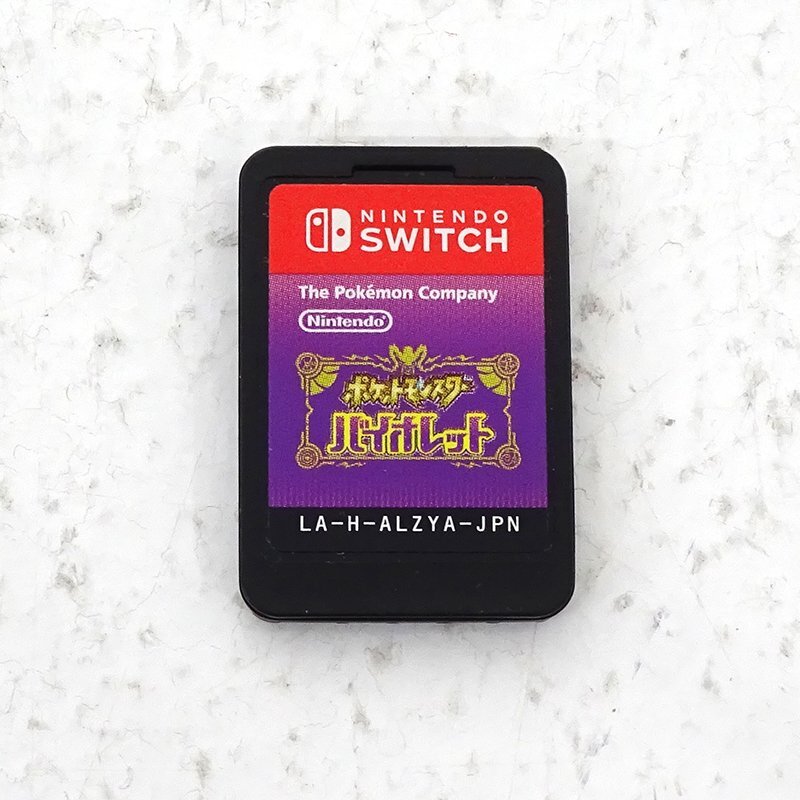 NINTENDO
SWITCH
The Pokémon Company
Nintendo
ポケットモンスター
バイオレット
LA-H-ALZYA-JPN